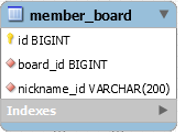 member_board
id BIGINT
board_id BIGINT
nickname_id VARCHAR(200)
Indexes